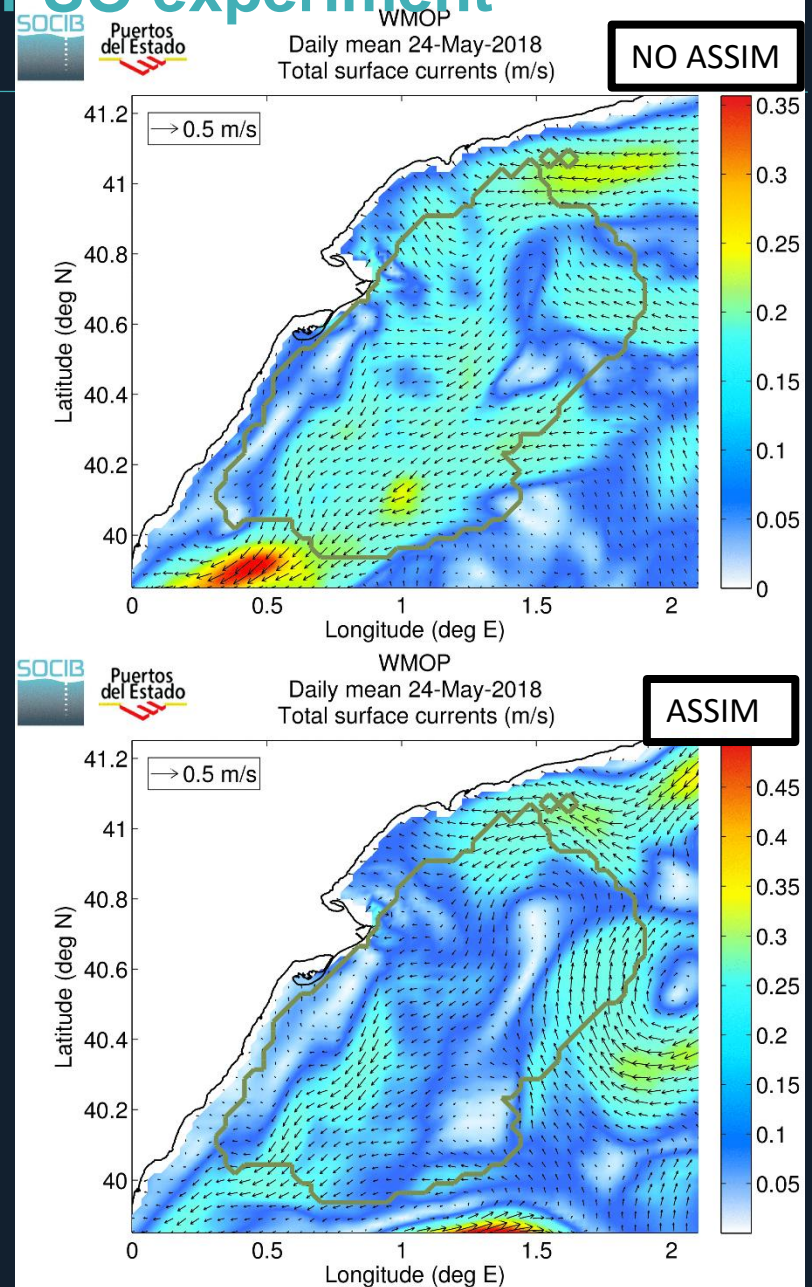 SO experiment
SOCIB
Puertos
del Estado
WMOP
Daily mean 24-May-2018
Total surface currents (m/s)
NO ASSIM
0.5 m/s
41.2
41
40.8
40.6
40.4
40.2
40
Latitude (deg N)
0
0.5
1
1.5
2
Longitude (deg E)
0.35
0.3
0.25
0.2
0.15
0.1
0.05
0
SOCIB
Puertos
del Estado
WMOP
Daily mean 24-May-2018
Total surface currents (m/s)
ASSIM
0.5 m/s
41.2
41
40.8
40.6
40.4
40.2
40
Latitude (deg N)
0
0.5
1
1.5
2
Longitude (deg E)
0.45
0.4
0.35
0.3
0.25
0.2
0.15
0.1
0.05